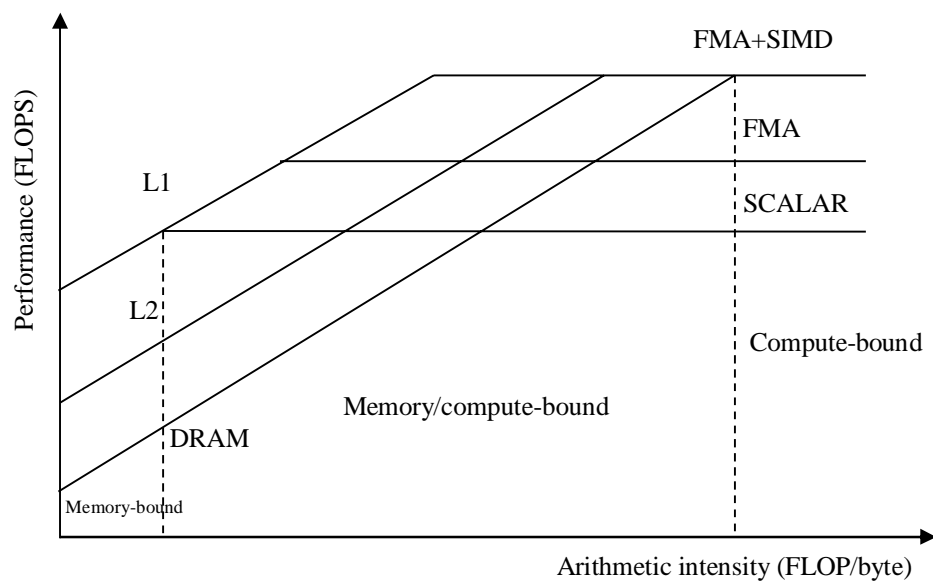 FMA+SIMD
Performance (FLOPS)
FMA
L1
SCALAR
L2
Compute-bound
Memory/compute-bound
DRAM
Memory-bound
Arithmetic intensity (FLOP/byte)